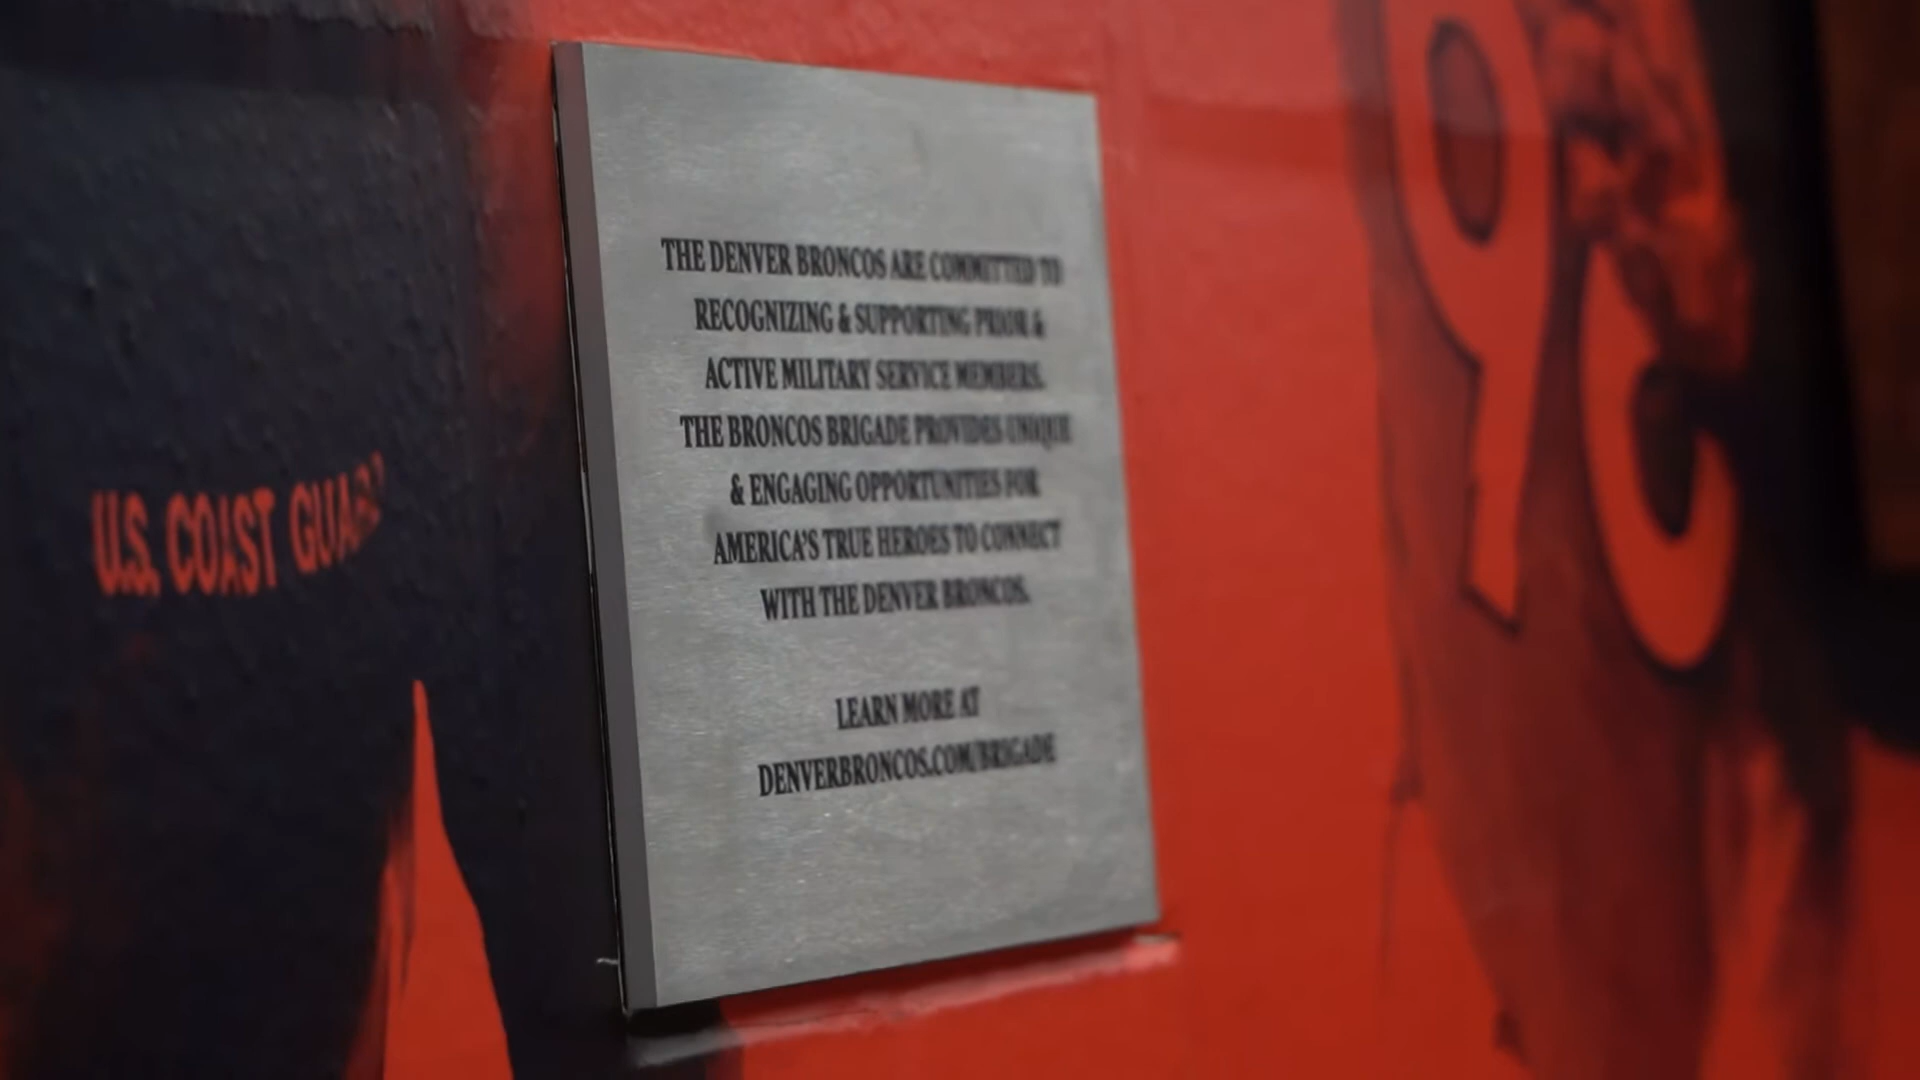 U.S. COAST GUARD
THE DENVER BRONCOS ARE COMMITTED TO
RECOGNIZING & SUPPORTING PRIOR &
ACTIVE MILITARY SERVICE MEMBERS.
THE BRONCOS BRIGADE PROVIDES UNIQUE
& ENGAGING OPPORTUNITIES FOR
AMERICA'S TRUE HEROES TO CONNECT
WITH THE DENVER BRONCOS.
LEARN MORE AT
DENVERBRONCOS.COM/BRIGADE